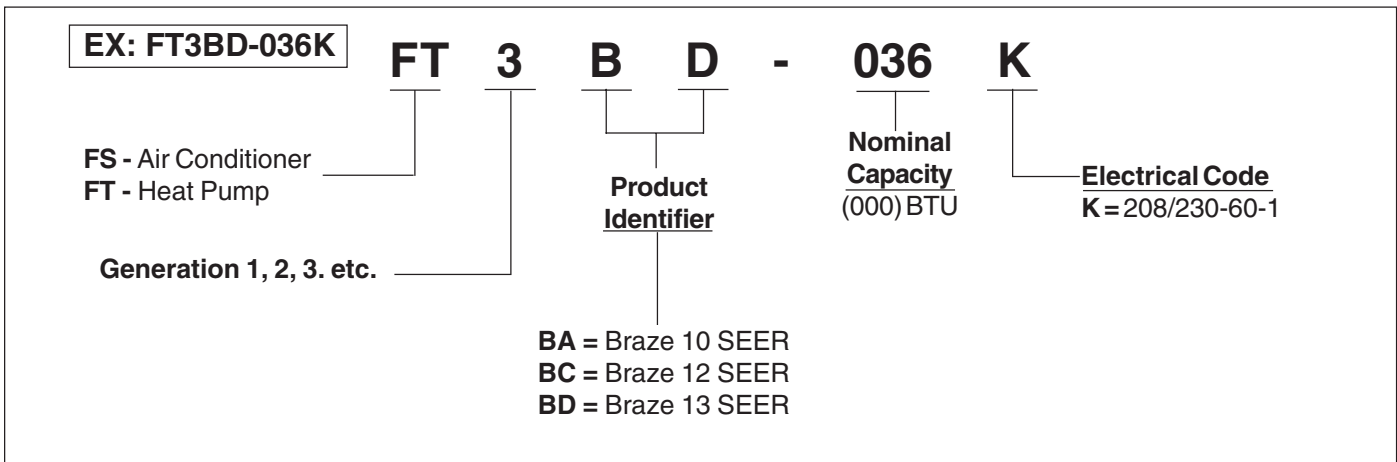 EX: FT3BD-036K
FT 3 B D - 036 K
FS - Air Conditioner
FT - Heat Pump
Generation 1, 2, 3. etc.
Product
Identifier
BA = Braze 10 SEER
BC = Braze 12 SEER
BD = Braze 13 SEER
Nominal
Capacity
(000) BTU
Electrical Code
K = 208/230-60-1